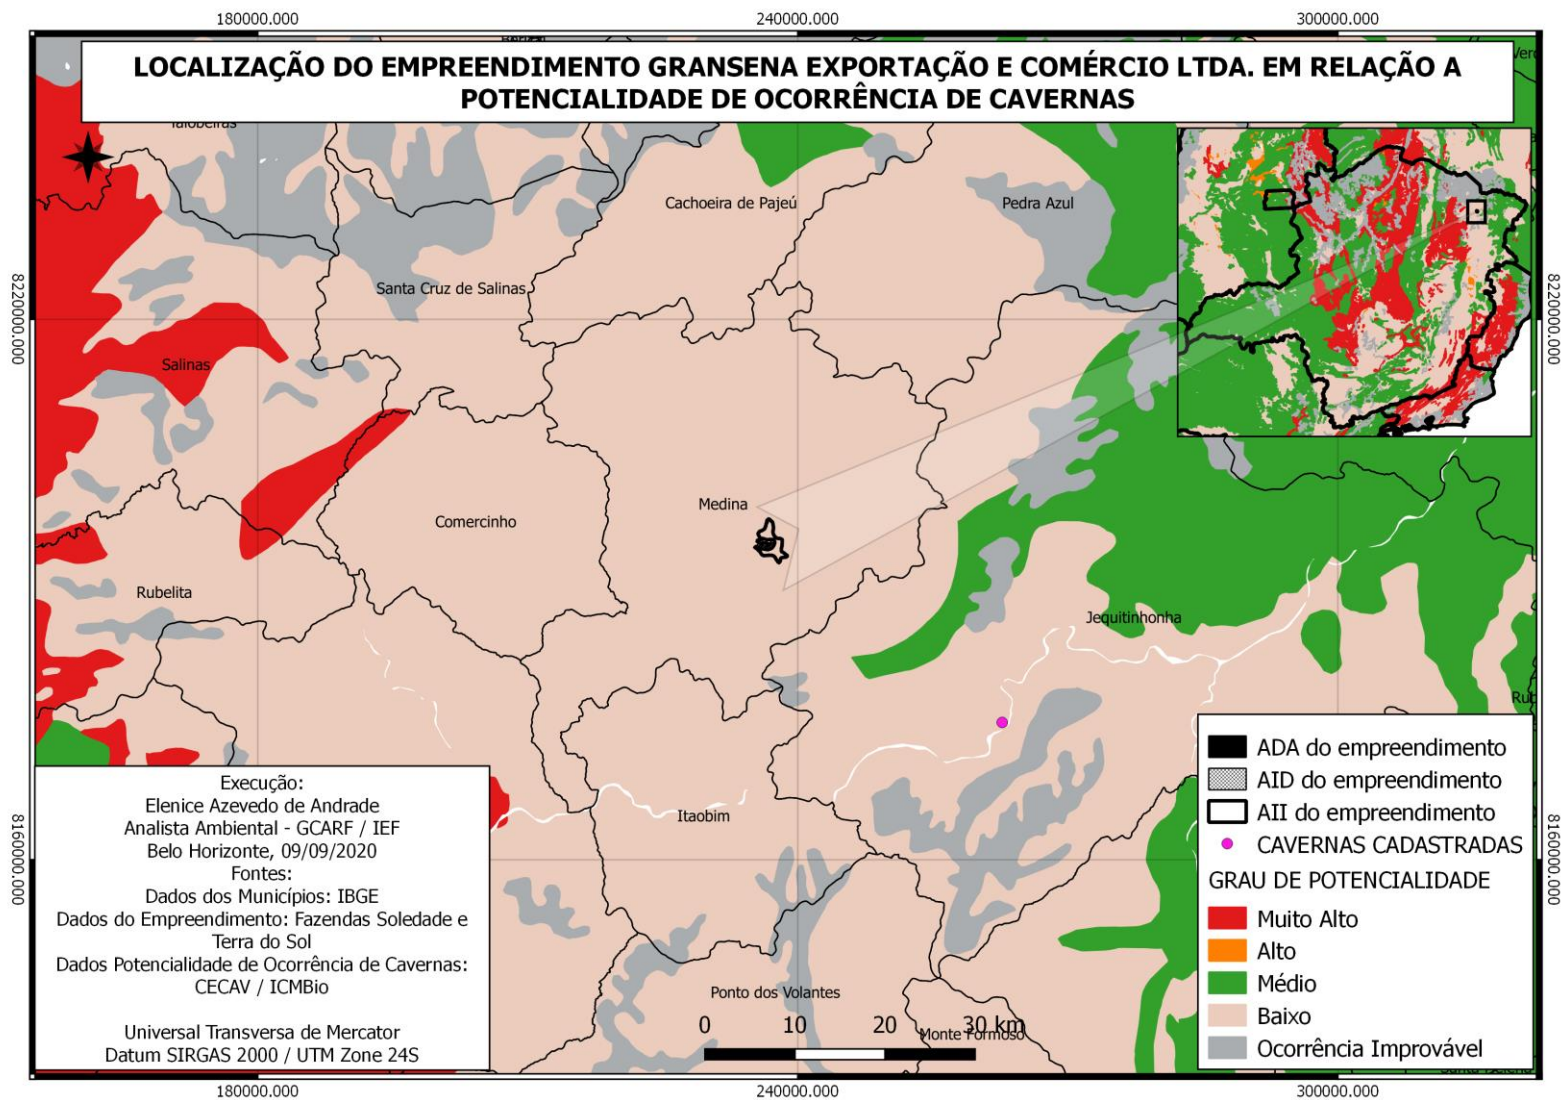 180000.000
240000.000
300000.000
LOCALIZAÇÃO DO EMPREENDIMENTO GRANSENA EXPORTAÇÃO E COMÉRCIO LTDA. EM RELAÇÃO A
POTENCIALIDADE DE OCORRÊNCIA DE CAVERNAS
Cachoeira de Pajeú
Pedra Azul
Santa Cruz de Salinas
8220000.000
8220000.000
Salinas
Medina
Comercinho
Rubelita
Jequitinhonha
Itaobim
Ponto dos Volantes
Monte Formoso
8160000.000
8160000.000
Execução:
Elenice Azevedo de Andrade
Analista Ambiental - GCARF / IEF
Belo Horizonte, 09/09/2020
Fontes:
Dados dos Municípios: IBGE
Dados do Empreendimento: Fazendas Soledade e
Terra do Sol
Dados Potencialidade de Ocorrência de Cavernas:
CECAV / ICMBio
Universal Transversa de Mercator
Datum SIRGAS 2000 / UTM Zone 24S
0 10 20 30 km
ADA do empreendimento
AID do empreendimento
AII do empreendimento
CAVERNAS CADASTRADAS
GRAU DE POTENCIALIDADE
Muito Alto
Alto
Médio
Baixo
Ocorrência Improvável
180000.000
240000.000
300000.000